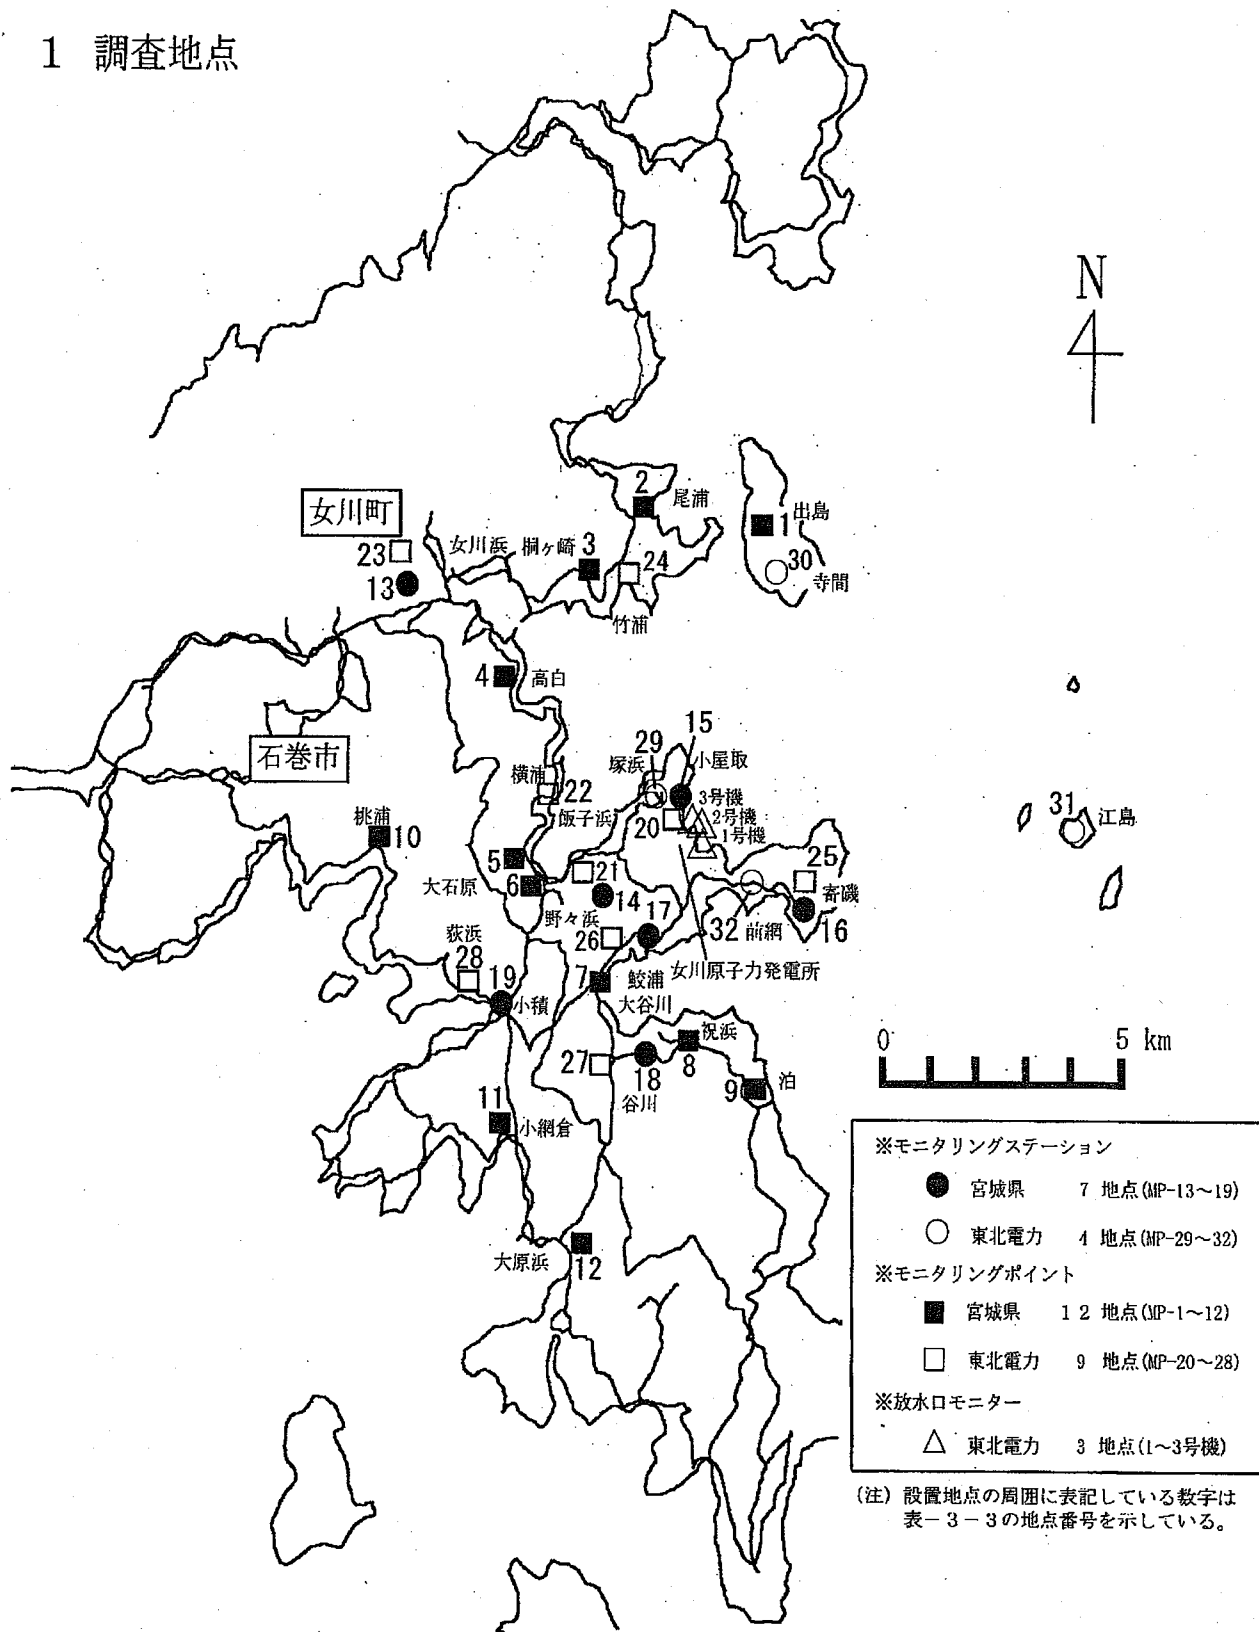 1 調査地点
N
女川町
23
13
女川浜
桐ヶ崎
3
2
尾浦
24
竹浦
1
出島
30
寺間
4
高白
石巻市
桃浦
10
横浦
22
飯子浜
塚浜
29
15
小屋取
20
3号機
2号機
1号機
31
江島
5
6
大石原
21
14
野々浜
26
17
25
寄磯
16
32
前網
女川原子力発電所
荻浜
28
19
小積
7
鮫浦
大谷川
祝浜
8
27
18
谷川
9
泊
11
小網倉
大原浜
12
0 5 km
※モニタリングステーション
宮城県 7 地点(MP-13~19)
東北電力 4 地点(MP-29~32)
※モニタリングポイント
宮城県 12 地点(MP-1~12)
東北電力 9 地点(MP-20~28)
※放水口モニター
東北電力 3 地点(1~3号機)
(注) 設置地点の周囲に表記している数字は
表-3-3の地点番号を示している。